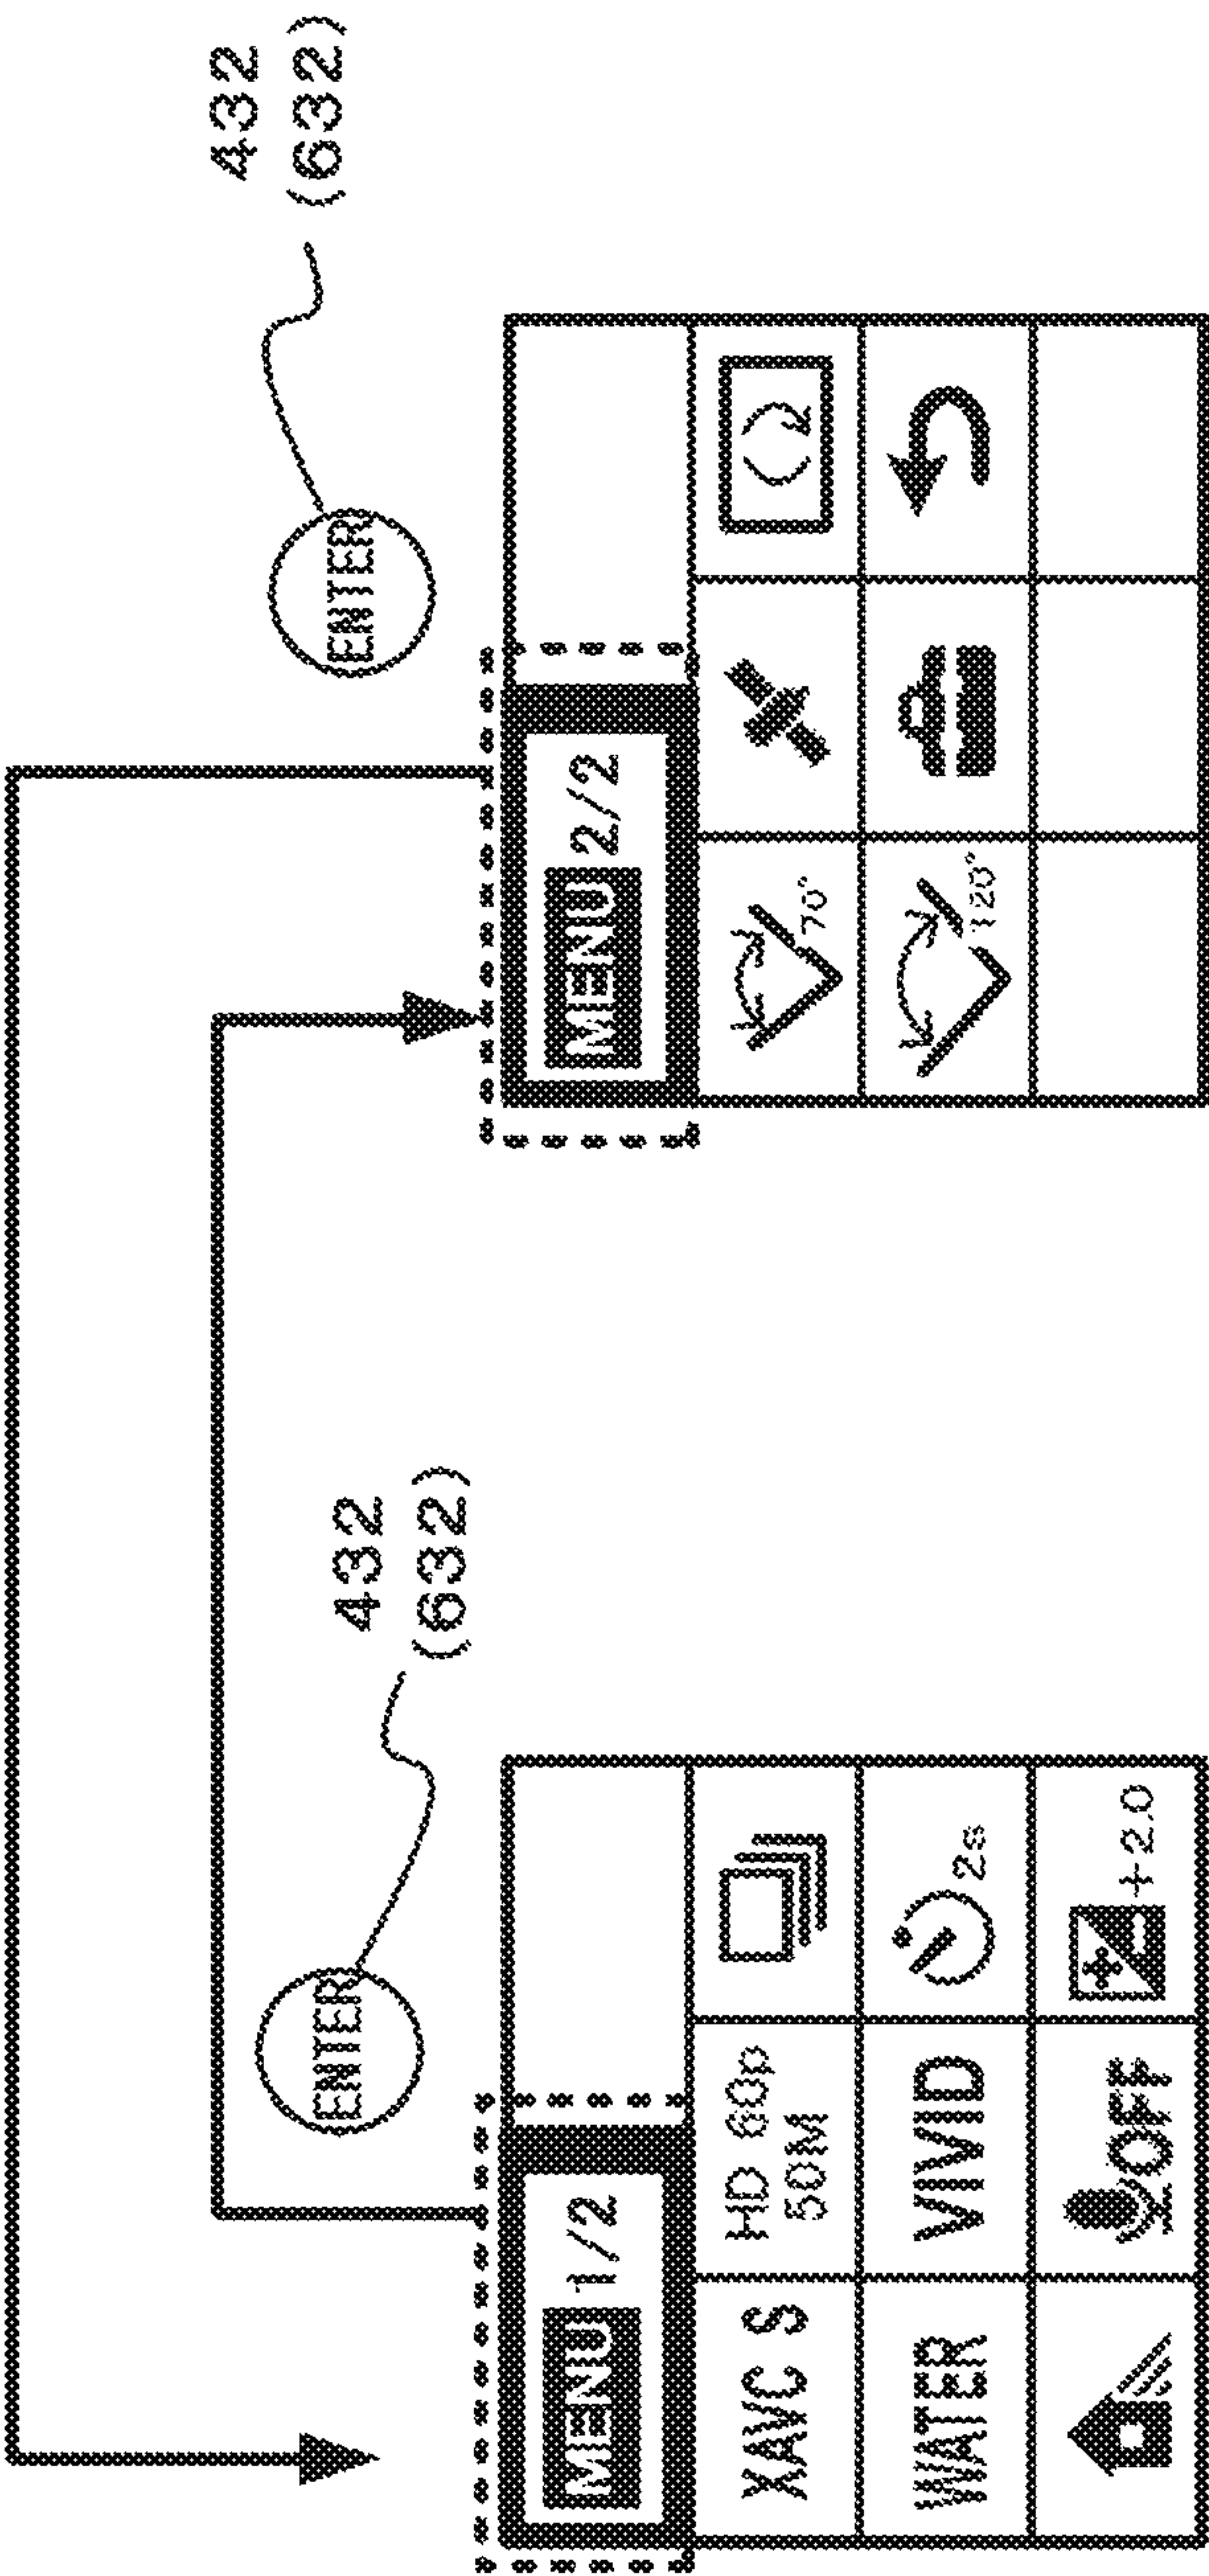 432
(632)
ENTER
MENU 1/2
XAVC S
HD 60p
50M
WATER
VIVID
2s
OFF
+2.0
432
(632)
ENTER
MENU 2/2
70°
120°